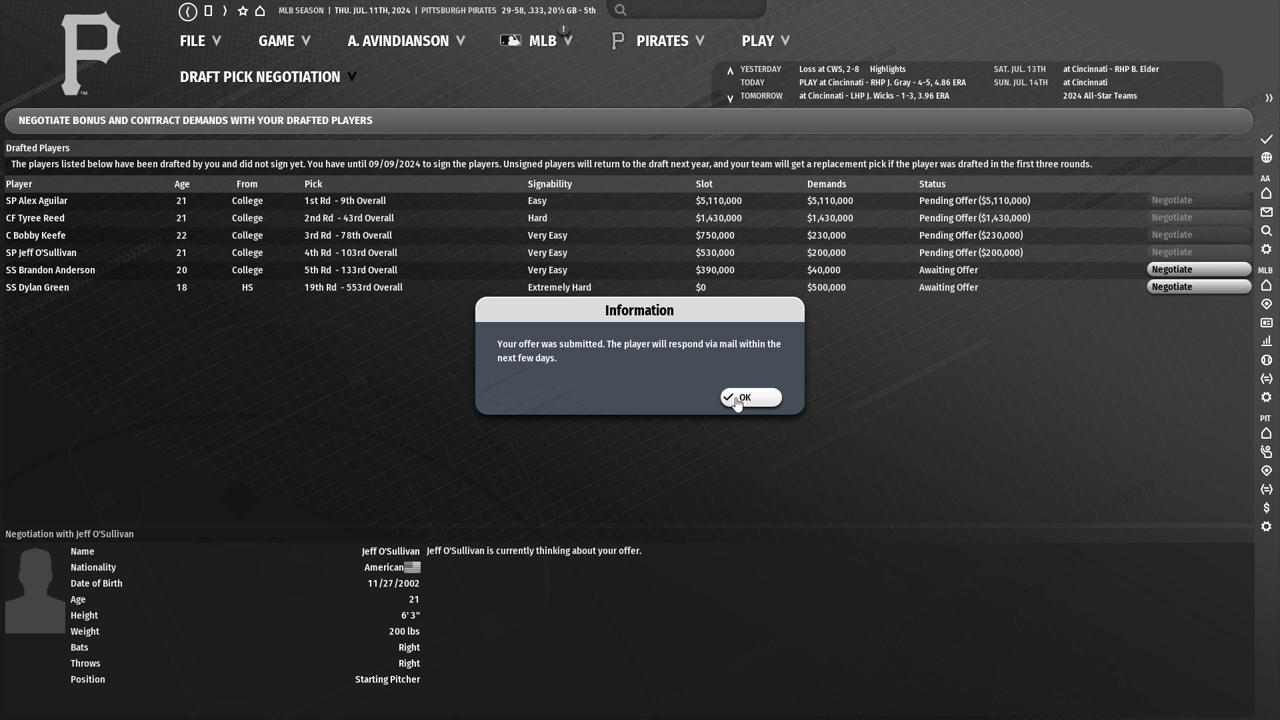 MLB SEASON | THU. JUL. 11TH, 2024 | PITTSBURGH PIRATES 29-58, .333, 20½ GB - 5th
FILE GAME A. AVINDIANSON MLB ! P PIRATES PLAY
P
TM
DRAFT PICK NEGOTIATION
YESTERDAY Loss at CWS, 2-8 Highlights SAT. JUL. 13TH at Cincinnati - RHP B. Elder
TODAY PLAY at Cincinnati - RHP J. Gray - 4-5, 4.86 ERA SUN. JUL. 14TH at Cincinnati
TOMORROW at Cincinnati - LHP J. Wicks - 1-3, 3.96 ERA 2024 All-Star Teams
NEGOTIATE BONUS AND CONTRACT DEMANDS WITH YOUR DRAFTED PLAYERS
Drafted Players
The players listed below have been drafted by you and did not sign yet. You have until 09/09/2024 to sign the players. Unsigned players will return to the draft next year, and your team will get a replacement pick if the player was drafted in the first three rounds.
Player Age From Pick Signability Slot Demands Status
SP Alex Aguilar 21 College 1st Rd - 9th Overall Easy $5,110,000 $5,110,000 Pending Offer ($5,110,000) Negotiate
CF Tyree Reed 21 College 2nd Rd - 43rd Overall Hard $1,430,000 $1,430,000 Pending Offer ($1,430,000) Negotiate
C Bobby Keefe 22 College 3rd Rd - 78th Overall Very Easy $750,000 $230,000 Pending Offer ($230,000) Negotiate
SP Jeff O'Sullivan 21 College 4th Rd - 103rd Overall Very Easy $530,000 $200,000 Pending Offer ($200,000) Negotiate
SS Brandon Anderson 20 College 5th Rd - 133rd Overall Very Easy $390,000 $40,000 Awaiting Offer Negotiate
SS Dylan Green 18 HS 19th Rd - 553rd Overall Extremely Hard $0 $500,000 Awaiting Offer Negotiate
Information
Your offer was submitted. The player will respond via mail within the
next few days.
OK
AA
MLB
PIT
Negotiation with Jeff O'Sullivan
Name Jeff O'Sullivan Jeff O'Sullivan is currently thinking about your offer.
Nationality American
Date of Birth 11/27/2002
Age 21
Height 6' 3"
Weight 200 lbs
Bats Right
Throws Right
Position Starting Pitcher